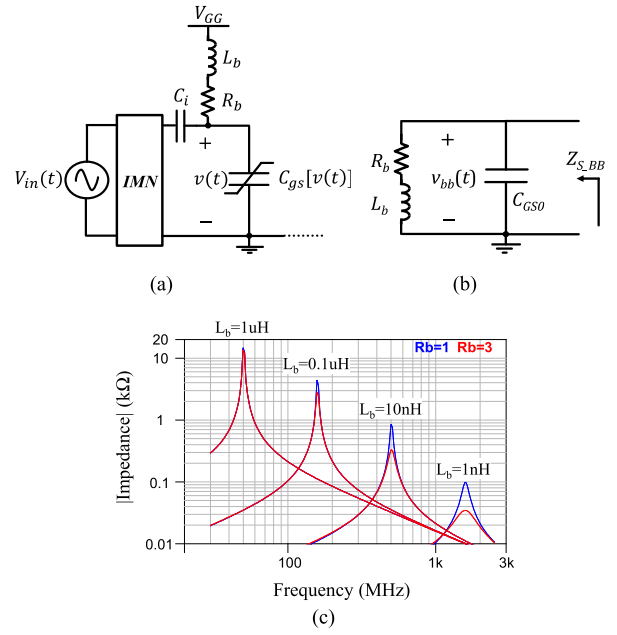 V_GG
L_b
R_b
C_i
V_in(t)
IMN
+
v(t)
C_gs[v(t)]
−
(a)
+
R_b
v_bb(t)
L_b
−
C_GS0
Z_S_BB
(b)
L_b=1uH
Rb=1 Rb=3
L_b=0.1uH
L_b=10nH
L_b=1nH
20
10
1
0.1
0.01
|Impedance| (kΩ)
100
1k
3k
Frequency (MHz)
(c)